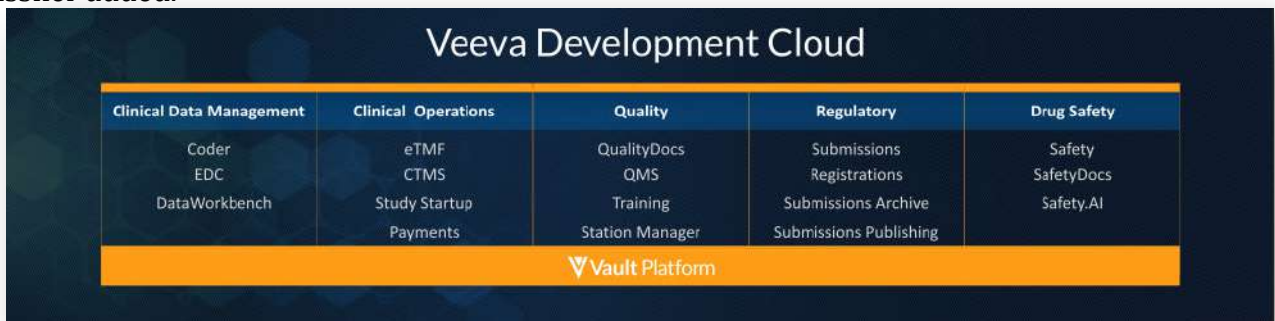 Veeva Development Cloud
Clinical Data Management
Clinical Operations
Quality
Regulatory
Drug Safety
Coder
eTMF
QualityDocs
Submissions
Safety
EDC
CTMS
QMS
Registrations
SafetyDocs
DataWorkbench
Study Startup
Training
Submissions Archive
Safety.AI
Payments
Station Manager
Submissions Publishing
Vault Platform